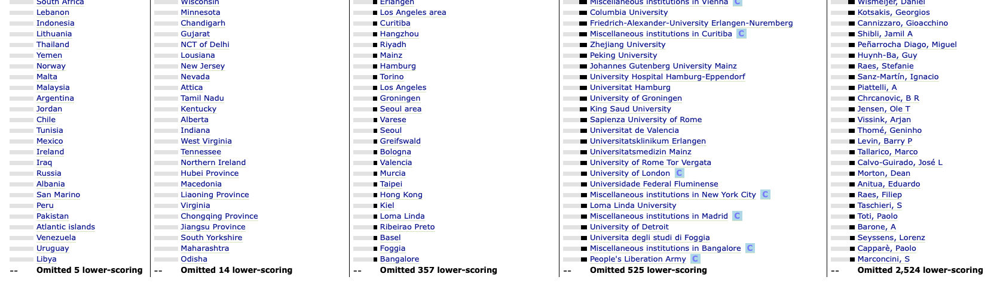 South Africa
Lebanon
Indonesia
Lithuania
Thailand
Yemen
Norway
Malta
Malaysia
Argentina
Jordan
Chile
Tunisia
Mexico
Ireland
Iraq
Russia
Albania
San Marino
Peru
Pakistan
Atlantic islands
Venezuela
Uruguay
Libya
-- Omitted 5 lower-scoring
Wisconsin
Minnesota
Chandigarh
Gujarat
NCT of Delhi
Lousiana
New Jersey
Nevada
Attica
Tamil Nadu
Kentucky
Alberta
Indiana
West Virginia
Tennessee
Northern Ireland
Hubei Province
Macedonia
Liaoning Province
Virginia
Chongqing Province
Jiangsu Province
South Yorkshire
Maharashtra
Odisha
-- Omitted 14 lower-scoring
Erlangen
Los Angeles area
Curitiba
Hangzhou
Riyadh
Mainz
Hamburg
Torino
Los Angeles
Groningen
Seoul area
Varese
Seoul
Greifswald
Bologna
Valencia
Murcia
Taipei
Hong Kong
Kiel
Loma Linda
Ribeirao Preto
Basel
Foggia
Bangalore
-- Omitted 357 lower-scoring
Miscellaneous institutions in Vienna C
Columbia University
Friedrich-Alexander-University Erlangen-Nuremberg
Miscellaneous institutions in Curitiba C
Zhejiang University
Peking University
Johannes Gutenberg University Mainz
University Hospital Hamburg-Eppendorf
Universitat Hamburg
University of Groningen
King Saud University
Sapienza University of Rome
Universitat de Valencia
Universitatsklinikum Erlangen
Universitatsmedizin Mainz
University of Rome Tor Vergata
University of London C
Universidade Federal Fluminense
Miscellaneous institutions in New York City C
Loma Linda University
Miscellaneous institutions in Madrid C
University of Detroit
Universita degli studi di Foggia
Miscellaneous institutions in Bangalore C
People's Liberation Army C
-- Omitted 525 lower-scoring
Wismeijer, Daniel
Kotsakis, Georgios
Cannizzaro, Gioacchino
Shibli, Jamil A
Peñarrocha Diago, Miguel
Huynh-Ba, Guy
Raes, Stefanie
Sanz-Martín, Ignacio
Piattelli, A
Chrcanovic, B R
Jensen, Ole T
Vissink, Arjan
Thomé, Geninho
Levin, Barry P
Tallarico, Marco
Calvo-Guirado, José L
Morton, Dean
Anitua, Eduardo
Raes, Filiep
Taschieri, S
Toti, Paolo
Barone, A
Seyssens, Lorenz
Capparè, Paolo
Marconcini, S
-- Omitted 2,524 lower-scoring